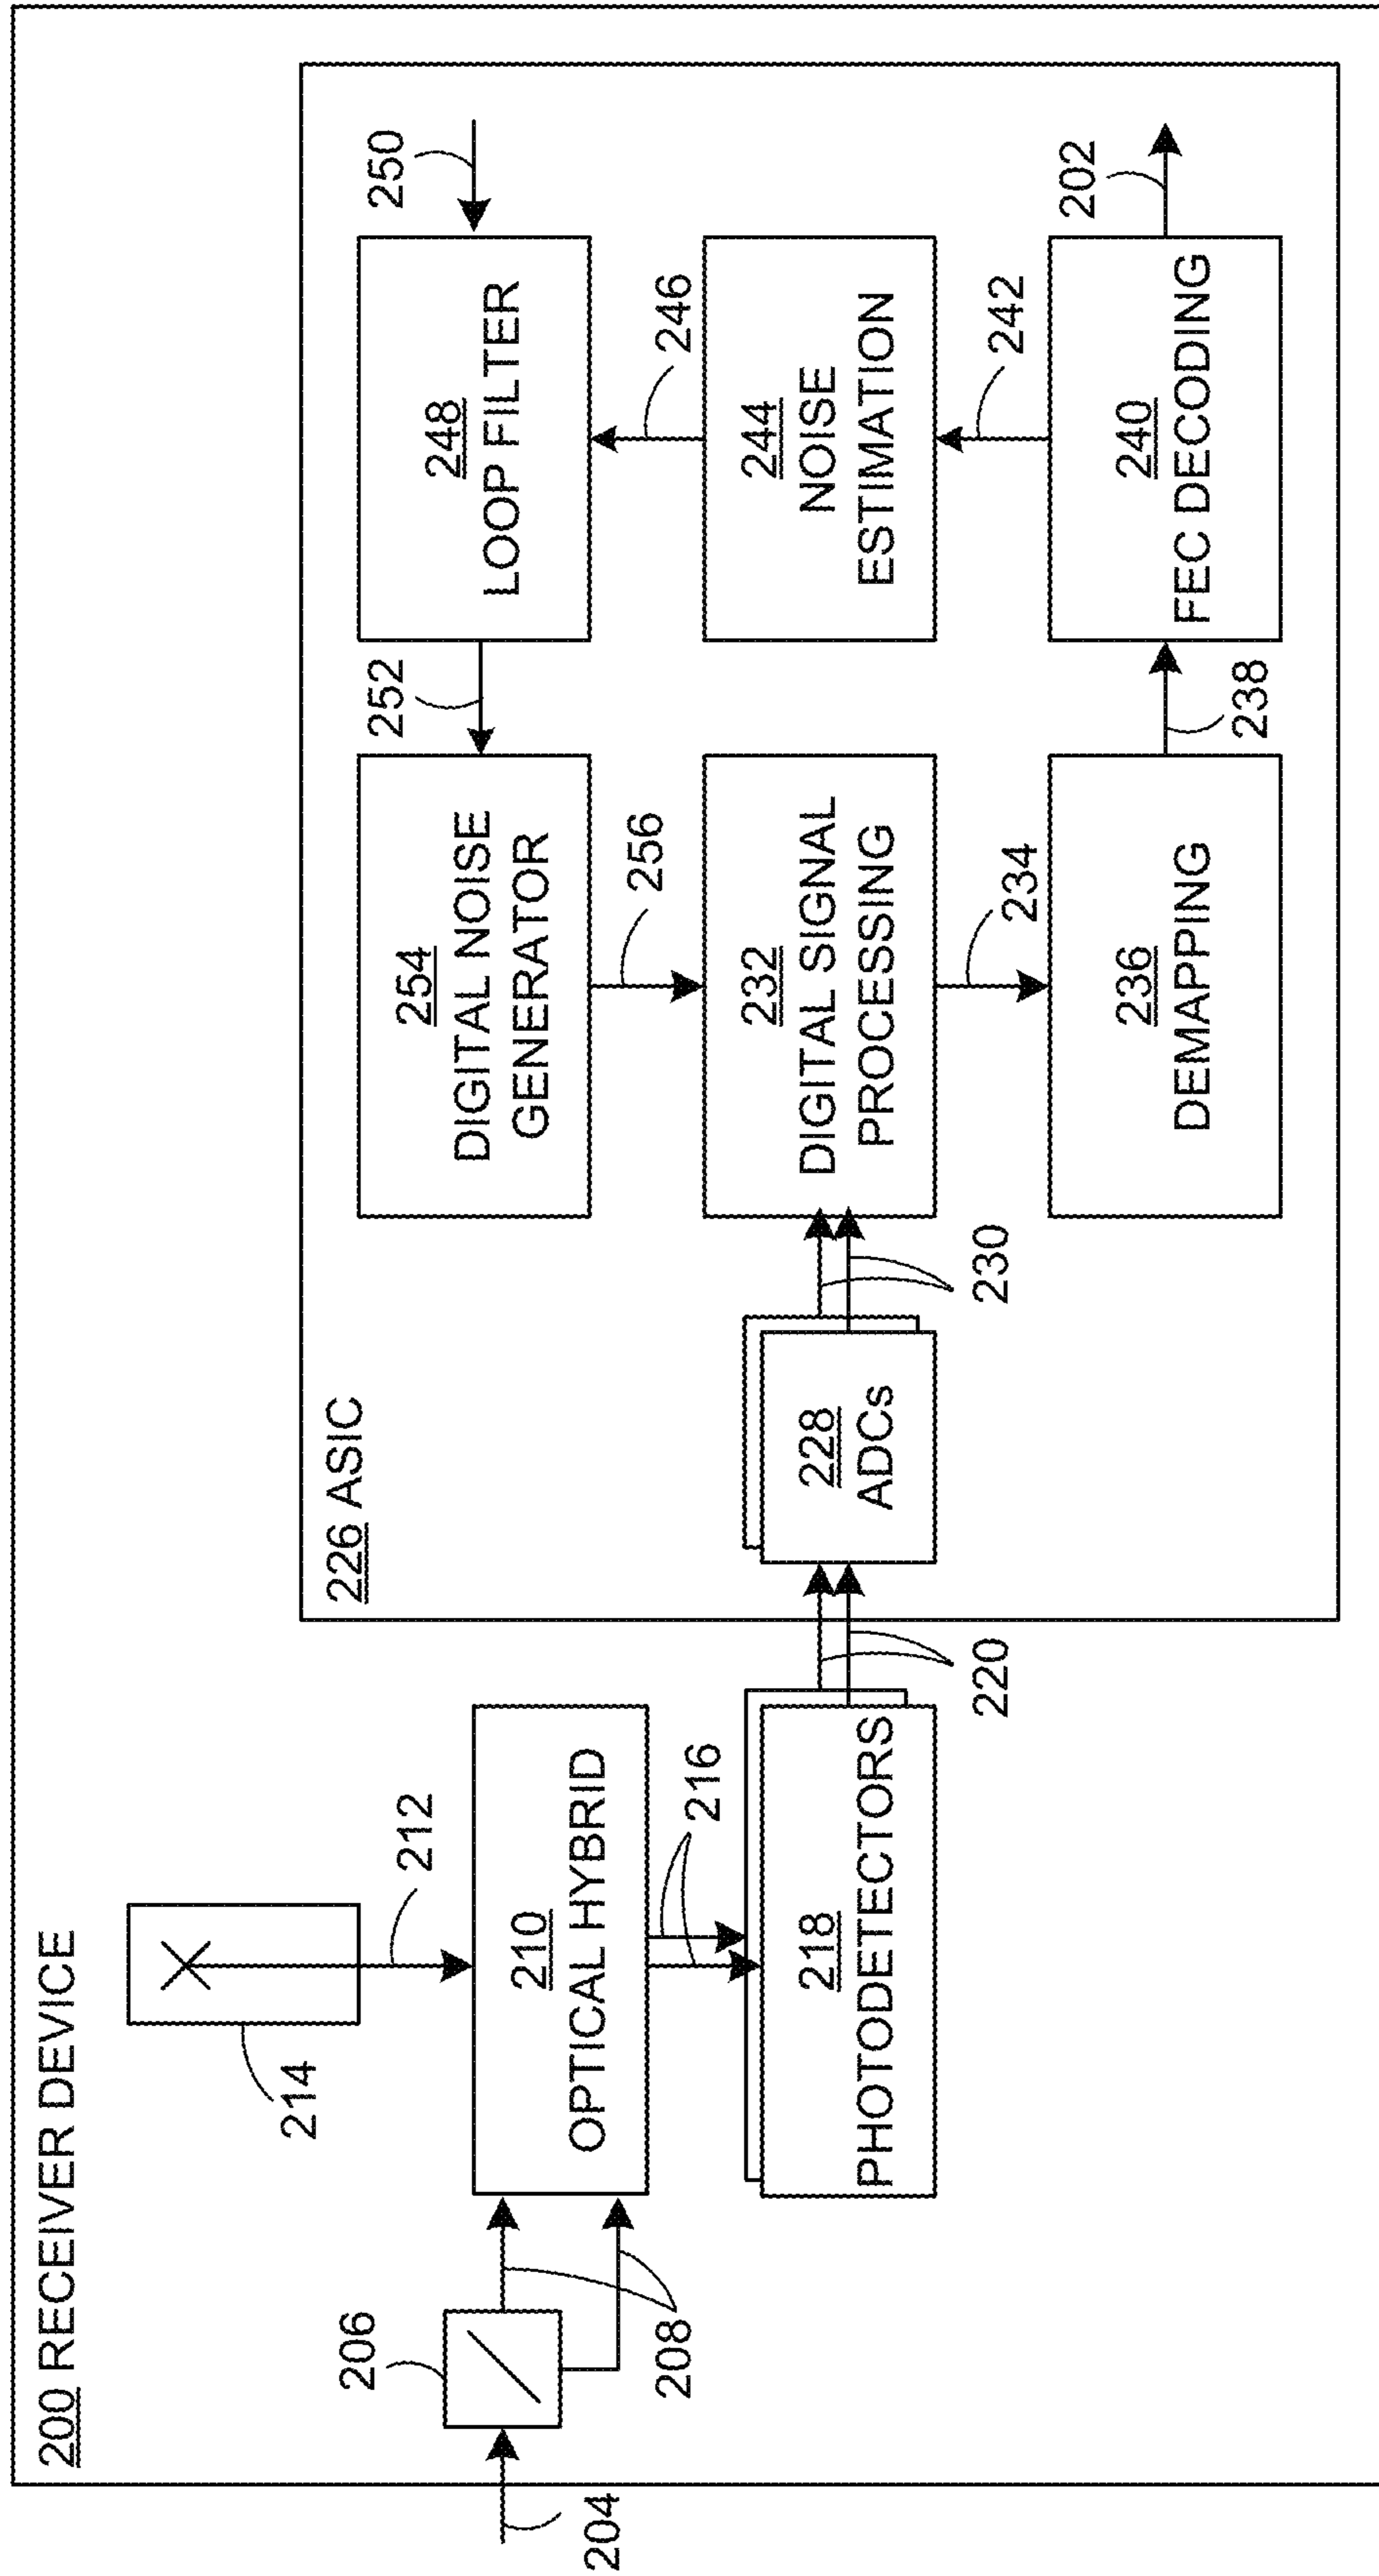 200 RECEIVER DEVICE
204
206
208
214
212
210
OPTICAL HYBRID
216
218
PHOTODETECTORS
220
226 ASIC
228
ADCs
230
254
DIGITAL NOISE
GENERATOR
256
232
DIGITAL SIGNAL
PROCESSING
234
236
DEMAPPING
252
238
248
LOOP FILTER
250
246
244
NOISE
ESTIMATION
242
240
FEC DECODING
202